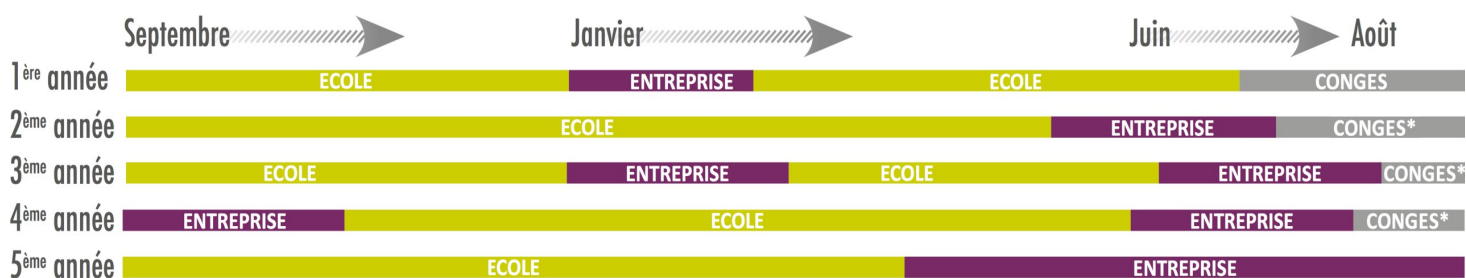 Septembre Janvier Juin Août
1ère année ECOLE ENTREPRISE ECOLE CONGES
2ème année ECOLE ENTREPRISE CONGES*
3ème année ECOLE ENTREPRISE ECOLE ENTREPRISE CONGES*
4ème année ENTREPRISE ECOLE ENTREPRISE CONGES*
5ème année ECOLE ENTREPRISE